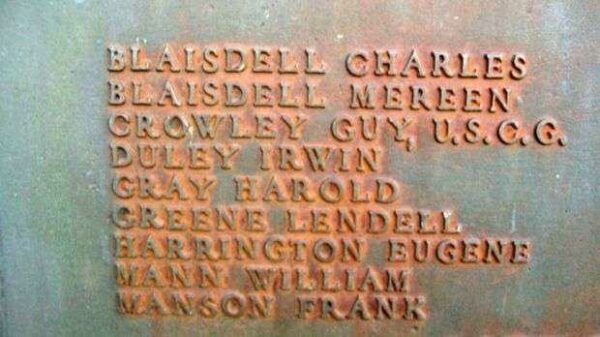 BLAISDELL CHARLES
BLAISDELL MEREEN
CROWLEY GUY, U.S.C.G.
DULEY IRWIN
GRAY HAROLD
GREENE LENDELL
HARRINGTON EUGENE
MANN WILLIAM
MANSON FRANK